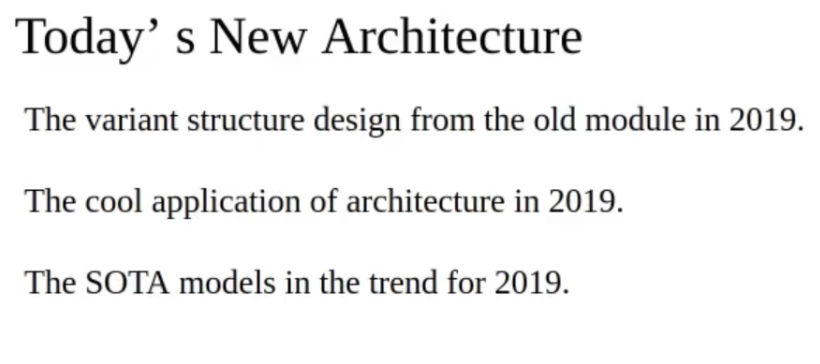 Today’ s New Architecture
The variant structure design from the old module in 2019.
The cool application of architecture in 2019.
The SOTA models in the trend for 2019.